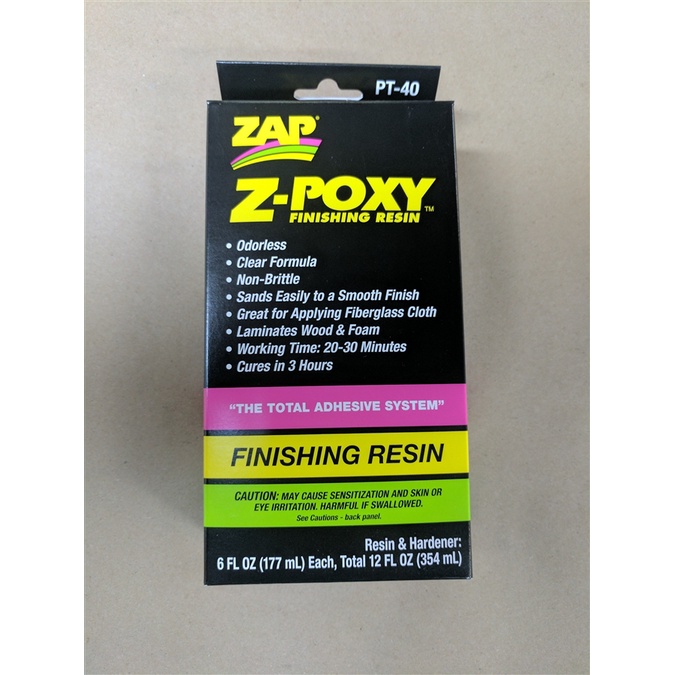 PT-40
ZAP®
Z-POXY™
FINISHING RESIN
• Odorless
• Clear Formula
• Non-Brittle
• Sands Easily to a Smooth Finish
• Great for Applying Fiberglass Cloth
• Laminates Wood & Foam
• Working Time: 20-30 Minutes
• Cures in 3 Hours
"THE TOTAL ADHESIVE SYSTEM"
FINISHING RESIN
CAUTION: MAY CAUSE SENSITIZATION AND SKIN OR
EYE IRRITATION. HARMFUL IF SWALLOWED.
See Cautions - back panel.
Resin & Hardener:
6 FL OZ (177 mL) Each, Total 12 FL OZ (354 mL)